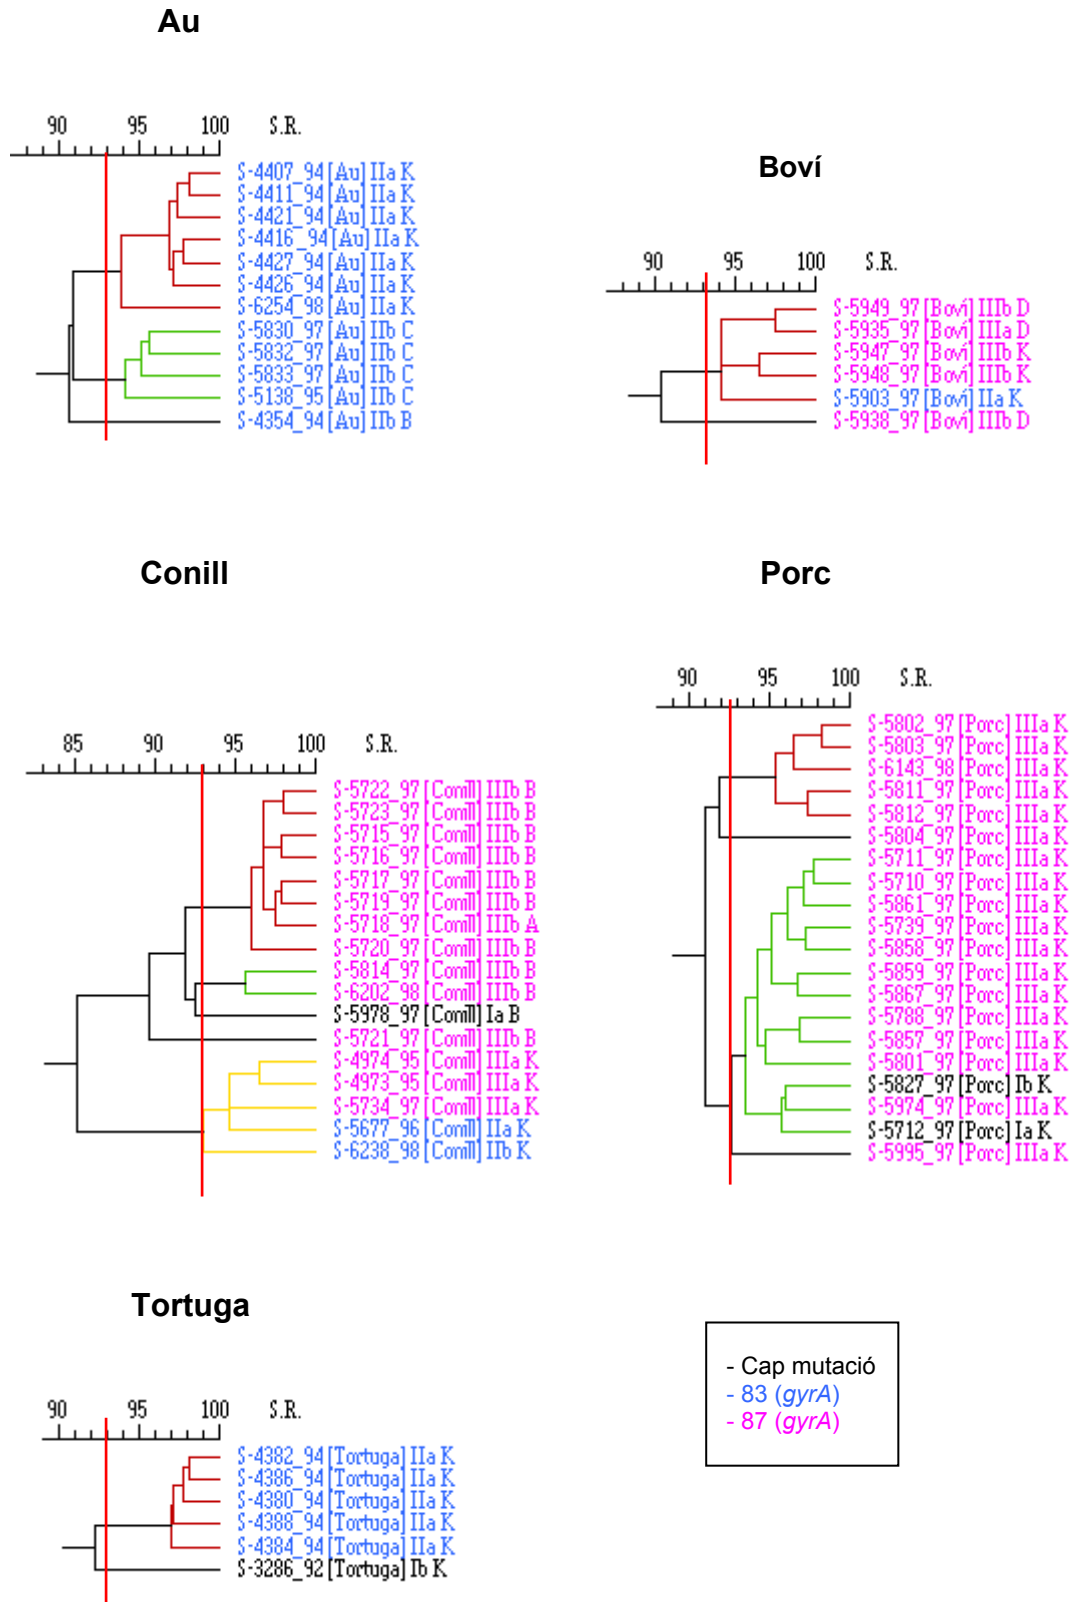 Au
90 95 100 S.R.
S-4407_94 [Au] IIa K
S-4411_94 [Au] IIa K
S-4421_94 [Au] IIa K
S-4416_94 [Au] IIa K
S-4427_94 [Au] IIa K
S-4426_94 [Au] IIa K
S-6254_98 [Au] IIa K
S-5830_97 [Au] IIb C
S-5832_97 [Au] IIb C
S-5833_97 [Au] IIb C
S-5138_95 [Au] IIb C
S-4354_94 [Au] IIb B
Boví
90 95 100 S.R.
S-5949_97 [Boví] IIIb D
S-5935_97 [Boví] IIIa D
S-5947_97 [Boví] IIIb K
S-5948_97 [Boví] IIIb K
S-5903_97 [Boví] IIa K
S-5938_97 [Boví] IIIb D
Conill
85 90 95 100 S.R.
S-5722_97 [Conill] IIIb B
S-5723_97 [Conill] IIIb B
S-5715_97 [Conill] IIIb B
S-5716_97 [Conill] IIIb B
S-5717_97 [Conill] IIIb B
S-5719_97 [Conill] IIIb B
S-5718_97 [Conill] IIIb A
S-5720_97 [Conill] IIIb B
S-5814_97 [Conill] IIIb B
S-6202_98 [Conill] IIIb B
S-5978_97 [Conill] Ia B
S-5721_97 [Conill] IIIb B
S-4974_95 [Conill] IIIa K
S-4973_95 [Conill] IIIa K
S-5734_97 [Conill] IIIa K
S-5677_96 [Conill] IIa K
S-6238_98 [Conill] IIb K
Porc
90 95 100 S.R.
S-5802_97 [Porc] IIIa K
S-5803_97 [Porc] IIIa K
S-6143_98 [Porc] IIIa K
S-5811_97 [Porc] IIIa K
S-5812_97 [Porc] IIIa K
S-5804_97 [Porc] IIIa K
S-5711_97 [Porc] IIIa K
S-5710_97 [Porc] IIIa K
S-5861_97 [Porc] IIIa K
S-5739_97 [Porc] IIIa K
S-5858_97 [Porc] IIIa K
S-5859_97 [Porc] IIIa K
S-5867_97 [Porc] IIIa K
S-5788_97 [Porc] IIIa K
S-5857_97 [Porc] IIIa K
S-5801_97 [Porc] IIIa K
S-5827_97 [Porc] Ib K
S-5974_97 [Porc] IIIa K
S-5712_97 [Porc] Ia K
S-5995_97 [Porc] IIIa K
Tortuga
90 95 100 S.R.
S-4382_94 [Tortuga] IIa K
S-4386_94 [Tortuga] IIa K
S-4380_94 [Tortuga] IIa K
S-4388_94 [Tortuga] IIa K
S-4384_94 [Tortuga] IIa K
S-3286_92 [Tortuga] Ib K
- Cap mutació
- 83 (gyrA)
- 87 (gyrA)